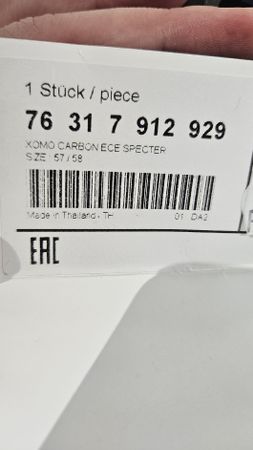 1 Stück / piece
76 31 7 912 929
XOMO CARBON ECE SPECTER
SIZE : 57 / 58
Made in Thailand - TH 01 DA2
EAC